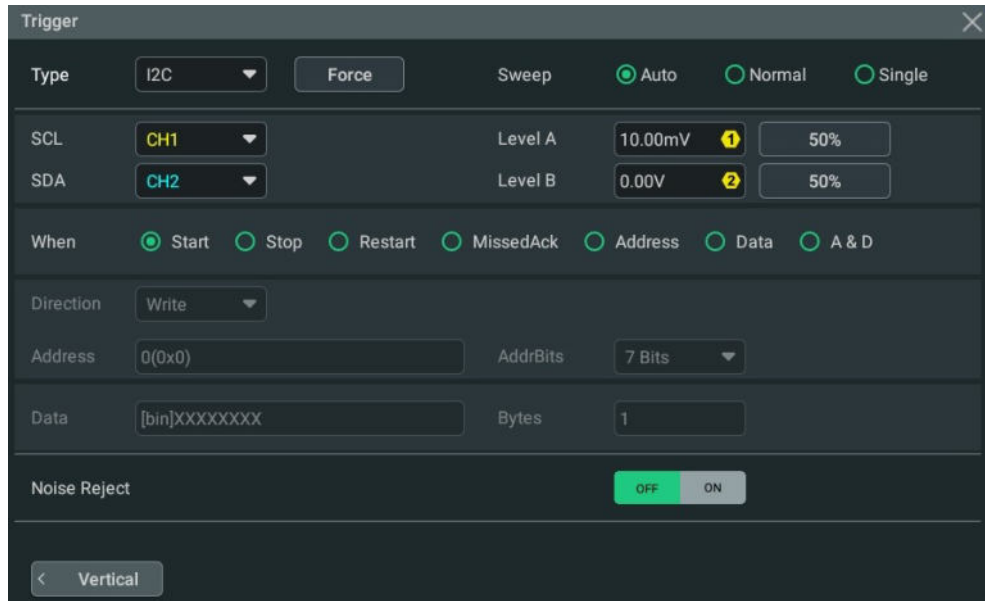 Trigger
Type I2C Force Sweep Auto Normal Single
SCL CH1 Level A 10.00mV 1 50%
SDA CH2 Level B 0.00V 2 50%
When Start Stop Restart MissedAck Address Data A & D
Direction Write
Address 0(0x0) AddrBits 7 Bits
Data [bin]XXXXXXXX Bytes 1
Noise Reject OFF ON
< Vertical